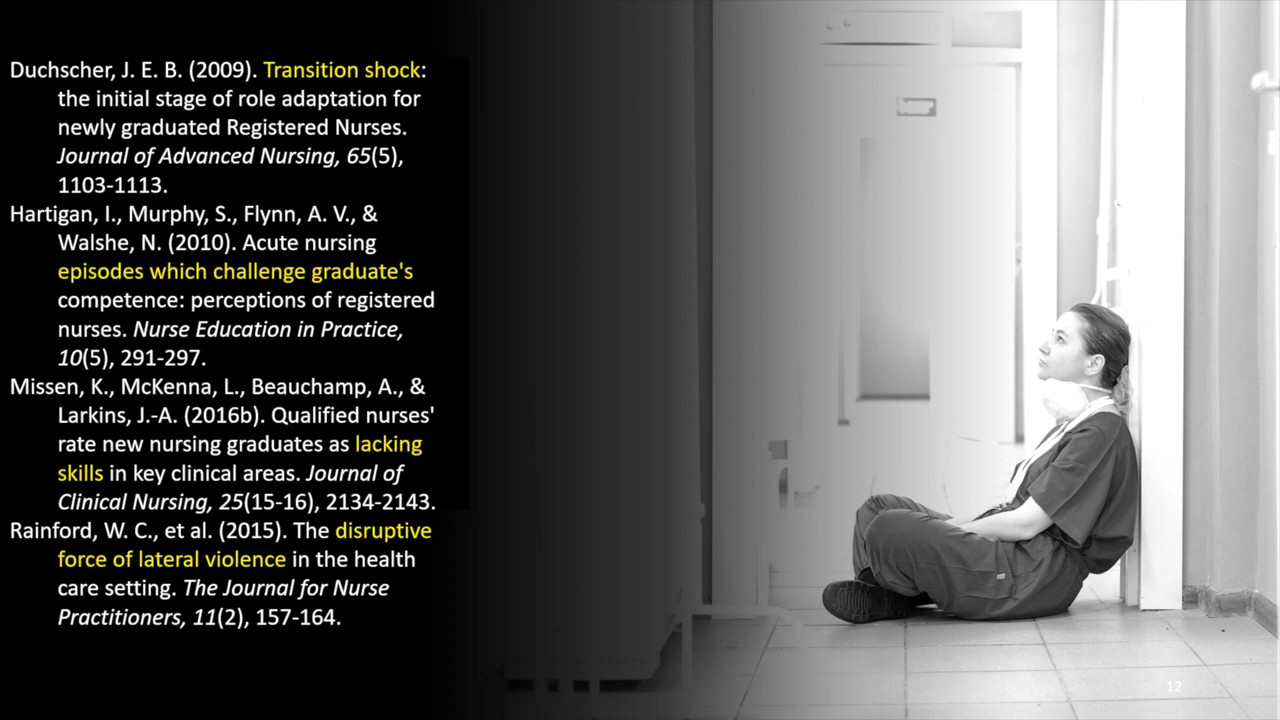 Duchscher, J. E. B. (2009). Transition shock:
the initial stage of role adaptation for
newly graduated Registered Nurses.
Journal of Advanced Nursing, 65(5),
1103-1113.
Hartigan, I., Murphy, S., Flynn, A. V., &
Walshe, N. (2010). Acute nursing
episodes which challenge graduate's
competence: perceptions of registered
nurses. Nurse Education in Practice,
10(5), 291-297.
Missen, K., McKenna, L., Beauchamp, A., &
Larkins, J.-A. (2016b). Qualified nurses'
rate new nursing graduates as lacking
skills in key clinical areas. Journal of
Clinical Nursing, 25(15-16), 2134-2143.
Rainford, W. C., et al. (2015). The disruptive
force of lateral violence in the health
care setting. The Journal for Nurse
Practitioners, 11(2), 157-164.
12